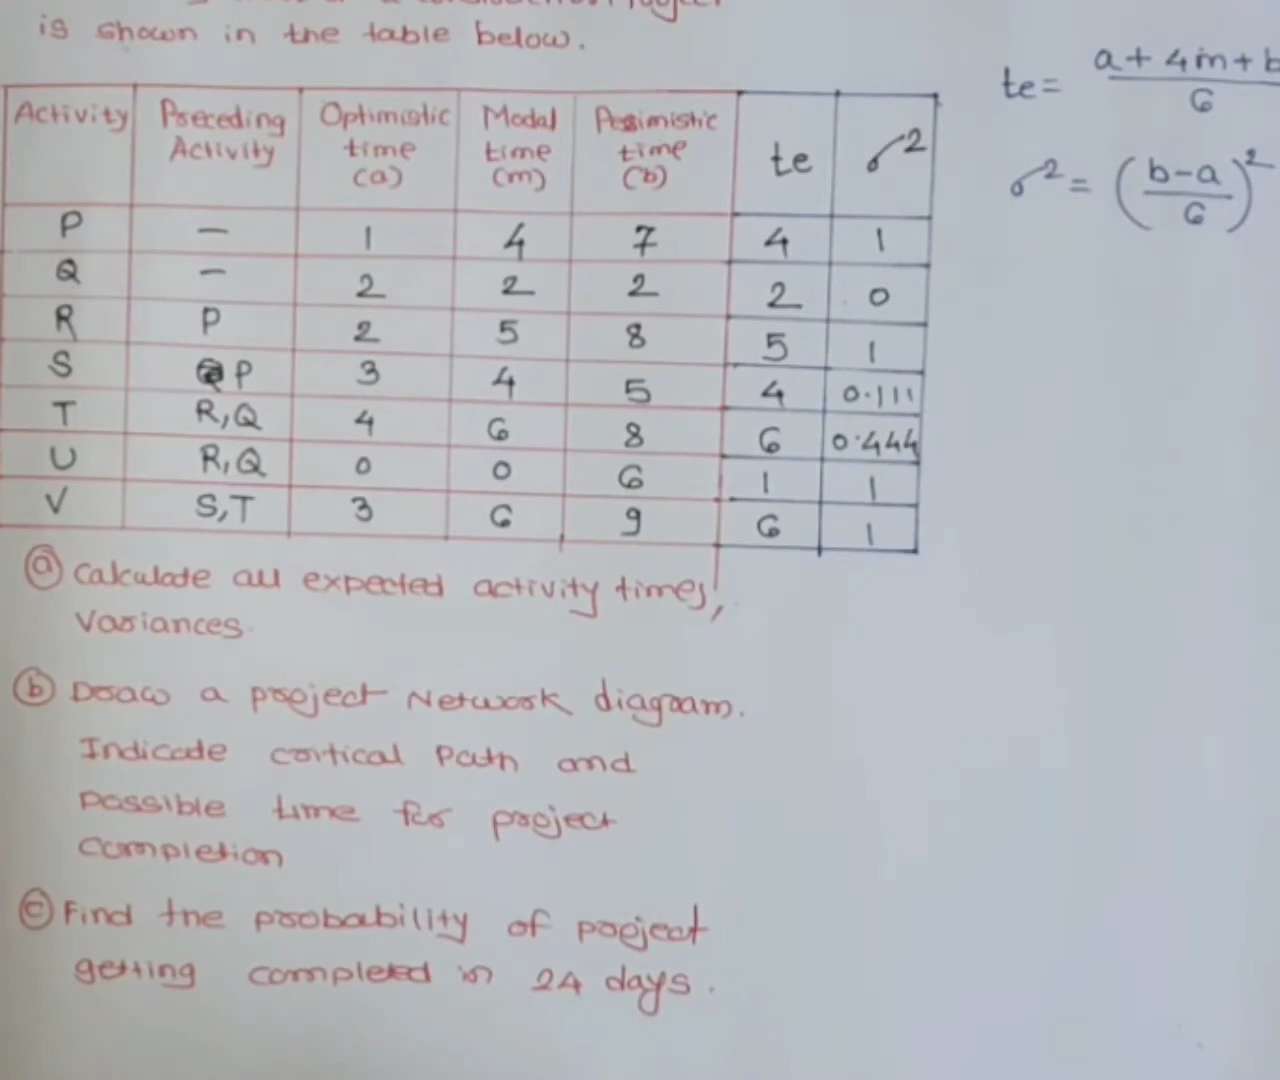 is shown in the table below.
te = a + 4m + b / 6
σ² = (b-a / 6)²
Activity Preceding Activity Optimistic time (a) Modal time (m) Pessimistic time (b) te σ²
P — 1 4 7 4 1
Q — 2 2 2 2 0
R P 2 5 8 5 1
S P 3 4 5 4 0.111
T R,Q 4 6 8 6 0.444
U R,Q 0 0 6 1 1
V S,T 3 6 9 6 1
(a) Calculate all expected activity times,
Variances.
(b) Draw a project Network diagram.
Indicate critical Path and
possible time for project
completion
(c) Find the probability of project
getting completed in 24 days.